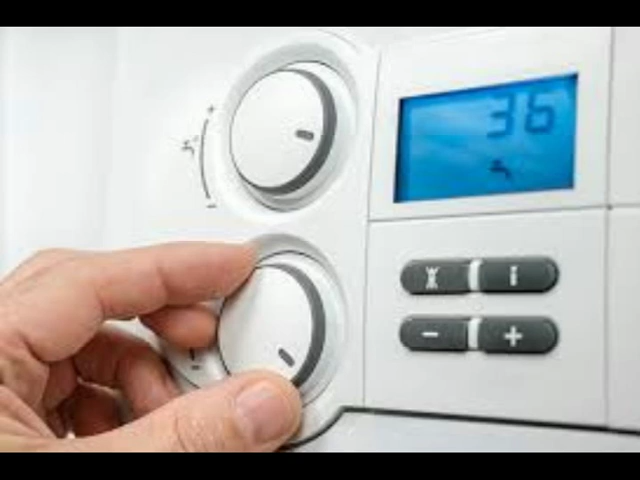 36
+
-
i
- +